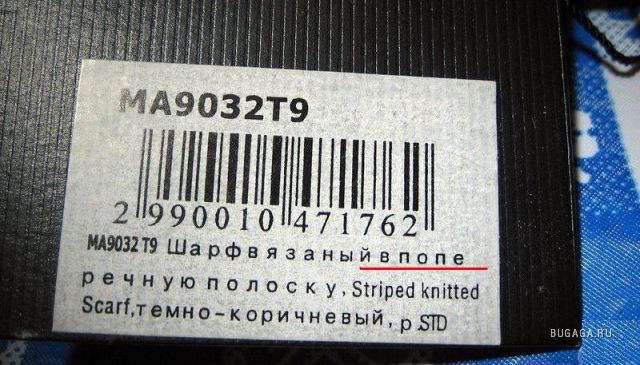 MA9032T9
2 990010 471762
MA9032 T9 Шарфвязаный в попе
речную полоску, Striped knitted
Scarf,темно-коричневый, р.STD
BUGAGA.RU